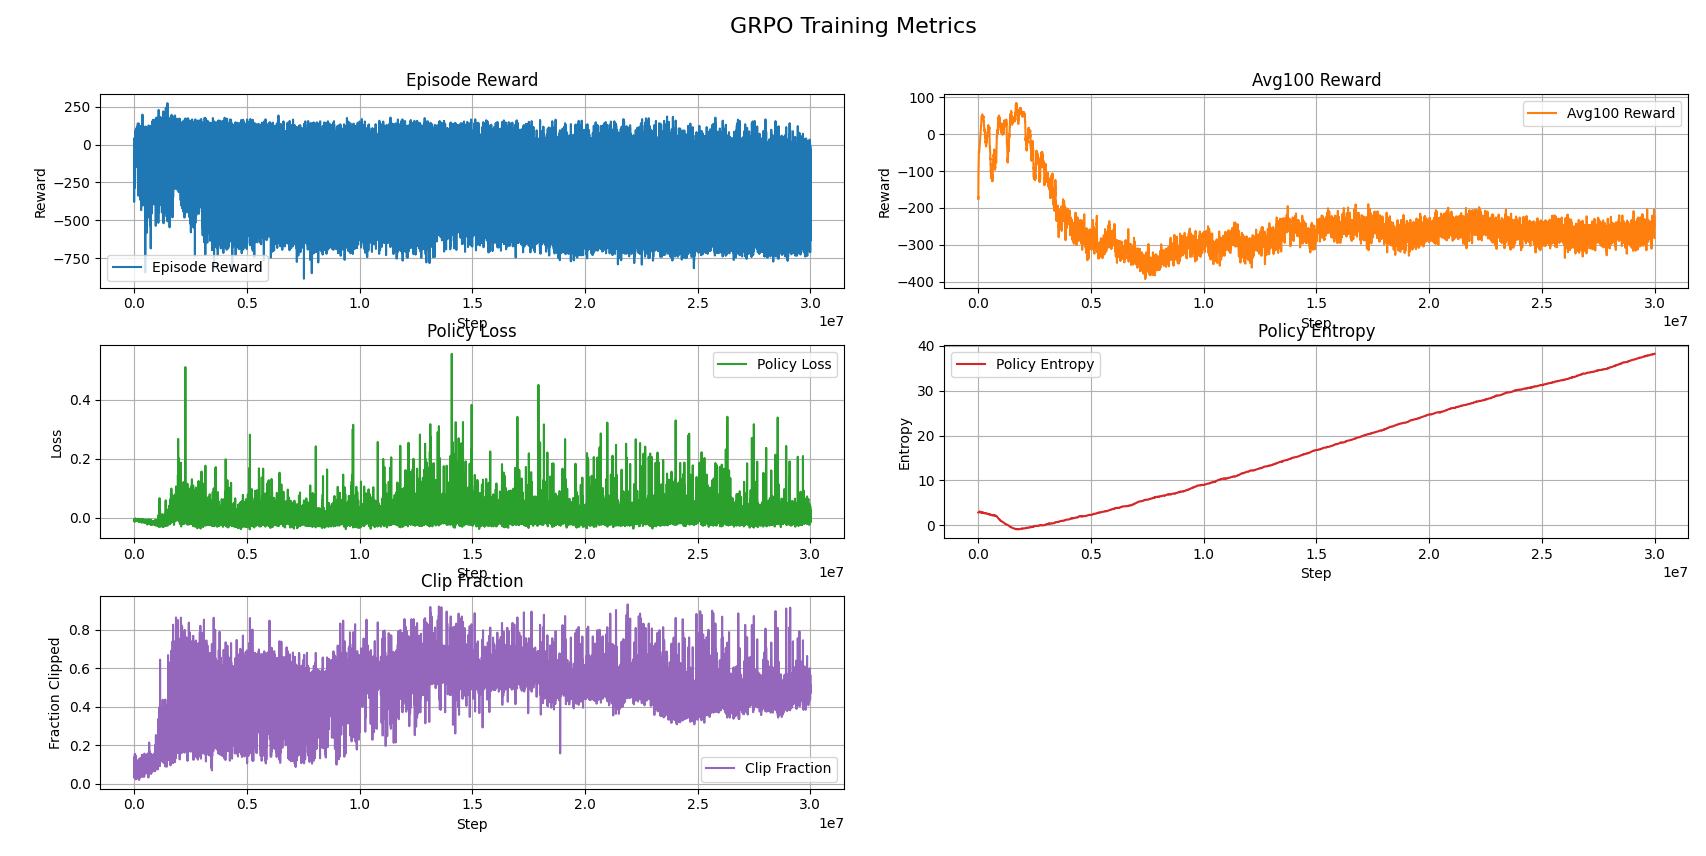 GRPO Training Metrics
Episode Reward
250
0
−250
−500
−750
Reward
Episode Reward
0.0 0.5 1.0 1.5 2.0 2.5 3.0
1e7
Step
Avg100 Reward
100
0
−100
−200
−300
−400
Reward
Avg100 Reward
0.0 0.5 1.0 1.5 2.0 2.5 3.0
1e7
Step
Policy Loss
0.4
0.2
0.0
Loss
Policy Loss
0.0 0.5 1.0 1.5 2.0 2.5 3.0
1e7
Step
Policy Entropy
40
30
20
10
0
Entropy
Policy Entropy
0.0 0.5 1.0 1.5 2.0 2.5 3.0
1e7
Step
Clip Fraction
0.8
0.6
0.4
0.2
0.0
Fraction Clipped
Clip Fraction
0.0 0.5 1.0 1.5 2.0 2.5 3.0
1e7
Step